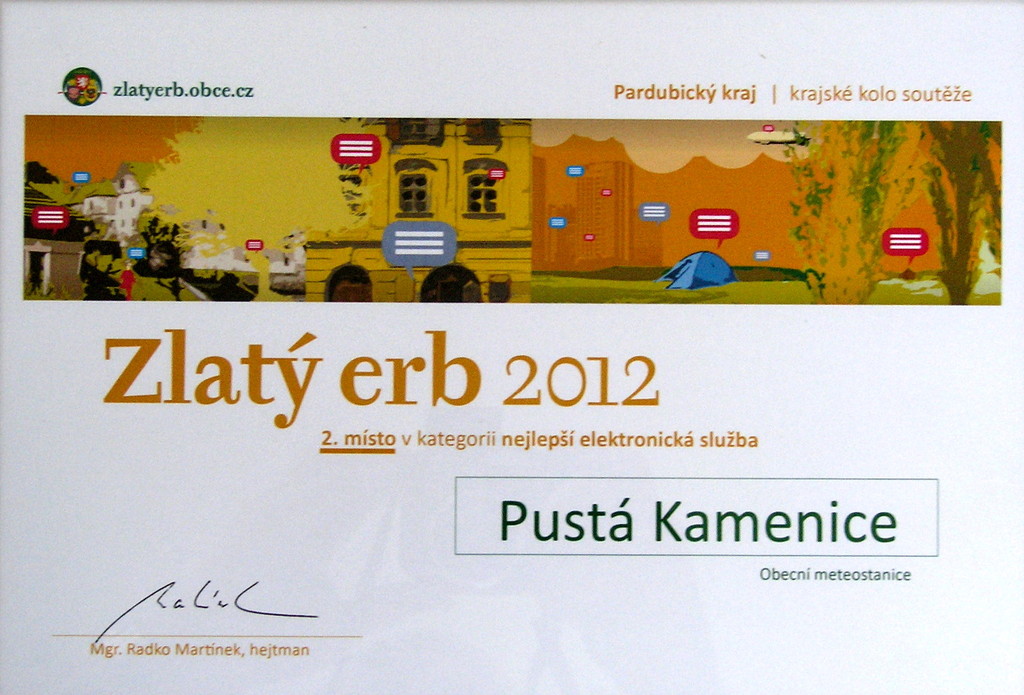 zlatyerb.obce.cz
Pardubický kraj | krajské kolo soutěže
Zlatý erb 2012
2. místo v kategorii nejlepší elektronická služba
Pustá Kamenice
Obecní meteostanice
Mgr. Radko Martínek, hejtman